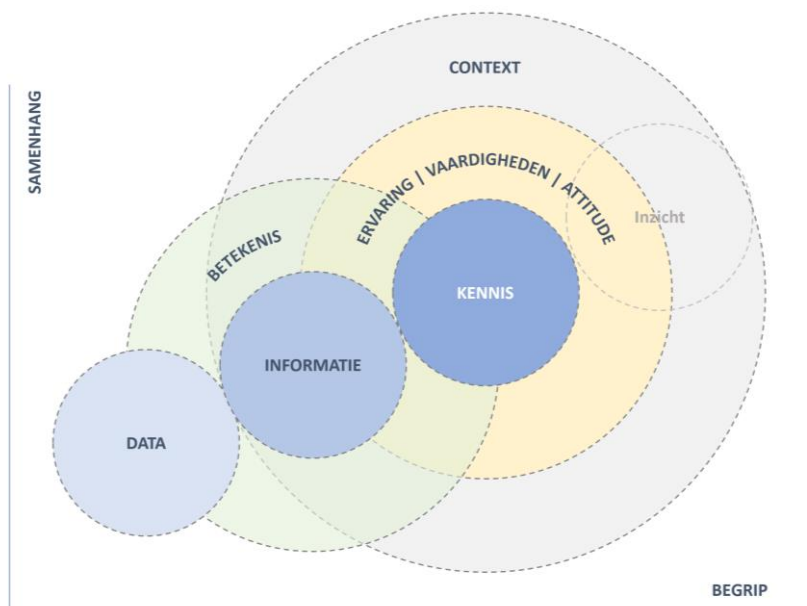 CONTEXT
SAMENHANG
ERVARING | VAARDIGHEDEN | ATTITUDE
Inzicht
BETEKENIS
KENNIS
INFORMATIE
DATA
BEGRIP